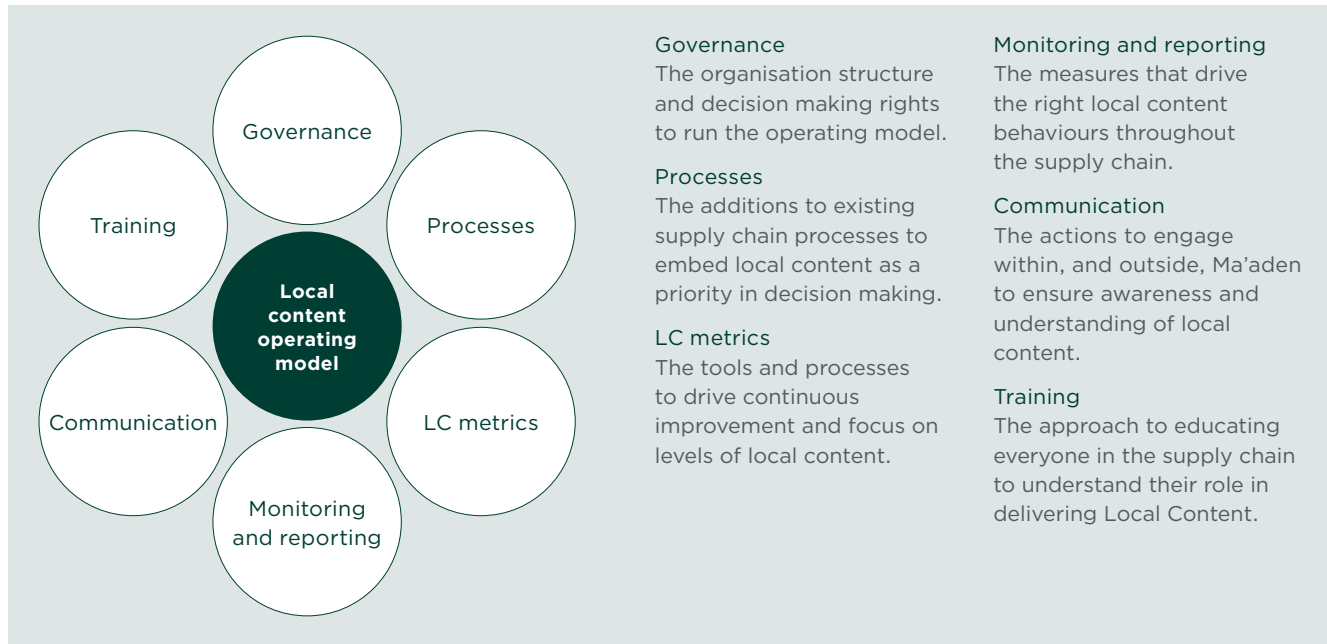 Governance
Training
Processes
Local
content
operating
model
Communication
LC metrics
Monitoring
and reporting
Governance
The organisation structure
and decision making rights
to run the operating model.
Processes
The additions to existing
supply chain processes to
embed local content as a
priority in decision making.
LC metrics
The tools and processes
to drive continuous
improvement and focus on
levels of local content.
Monitoring and reporting
The measures that drive
the right local content
behaviours throughout
the supply chain.
Communication
The actions to engage
within, and outside, Ma’aden
to ensure awareness and
understanding of local
content.
Training
The approach to educating
everyone in the supply chain
to understand their role in
delivering Local Content.